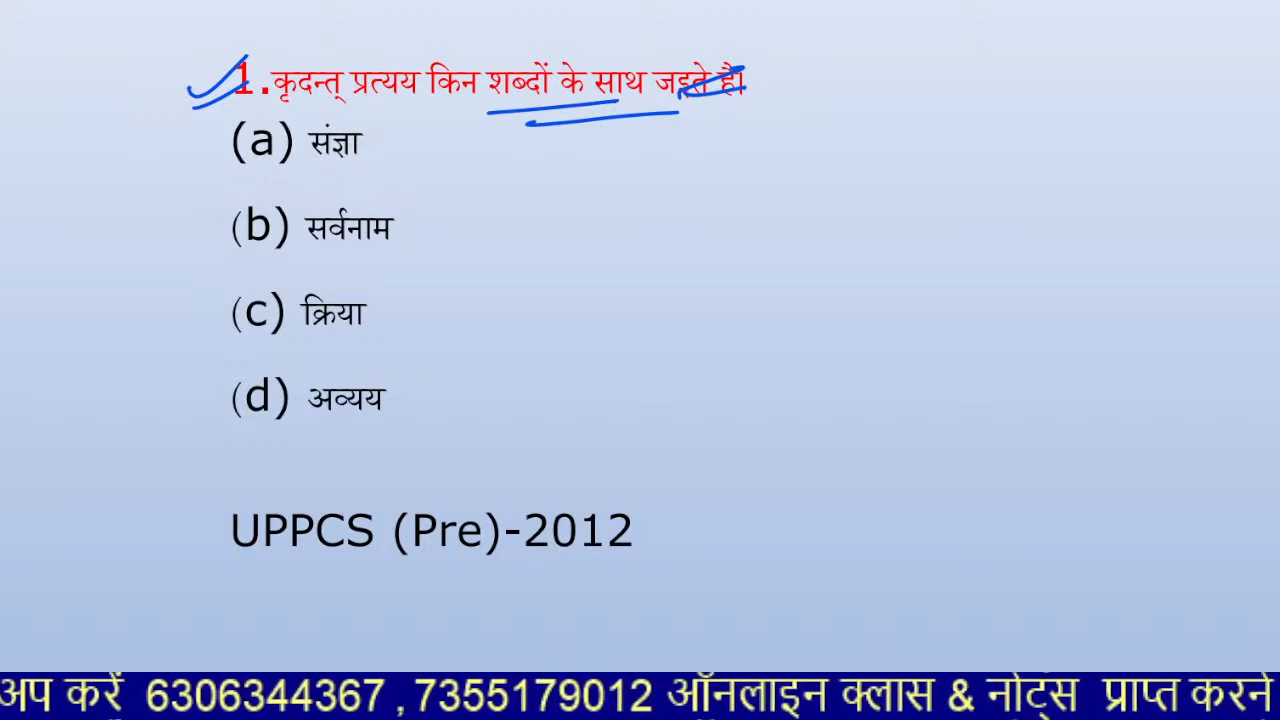 1.कृदन्त् प्रत्यय किन शब्दों के साथ जड़ते है।
(a) संज्ञा
(b) सर्वनाम
(c) क्रिया
(d) अव्यय
UPPCS (Pre)-2012
अप करें 6306344367 , 7355179012 ऑनलाइन क्लास & नोट्स प्राप्त करने